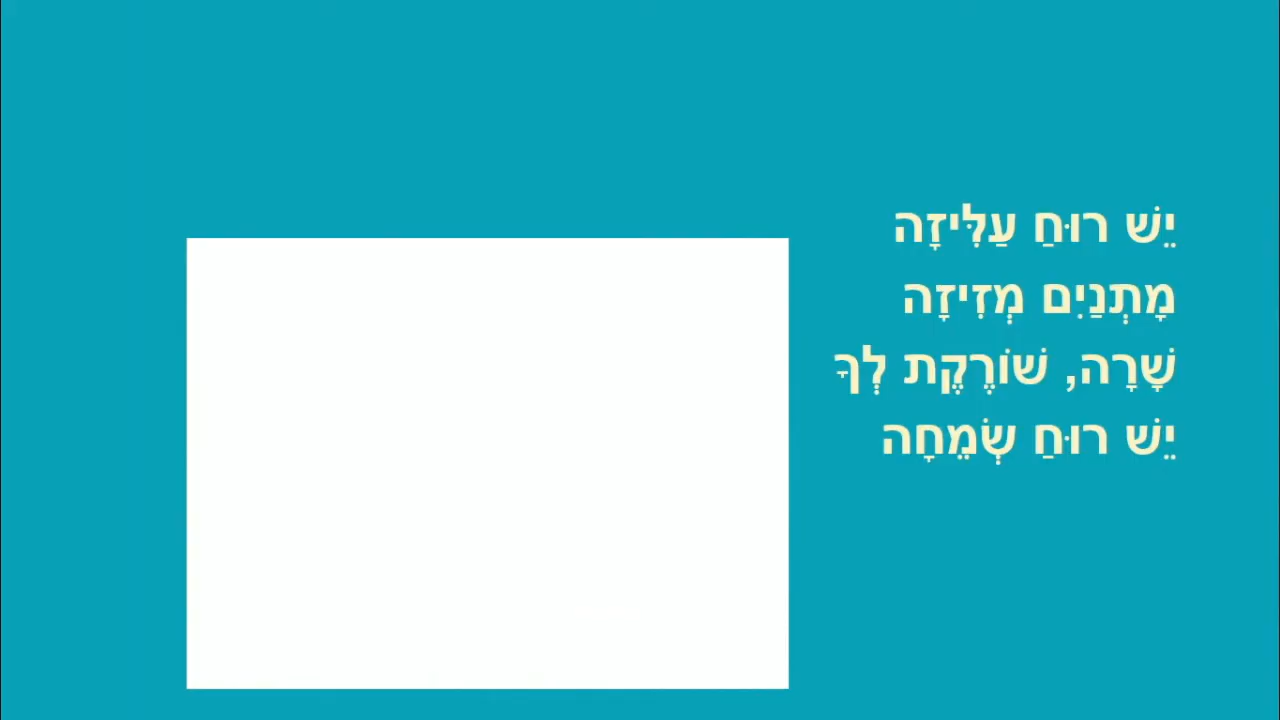 יֵשׁ רוּחַ עַלִּיזָה
מָתְנַיִם מְזִיזָה
שָׁרָה, שׁוֹרֶקֶת לְךָ
יֵשׁ רוּחַ שְׂמֵחָה